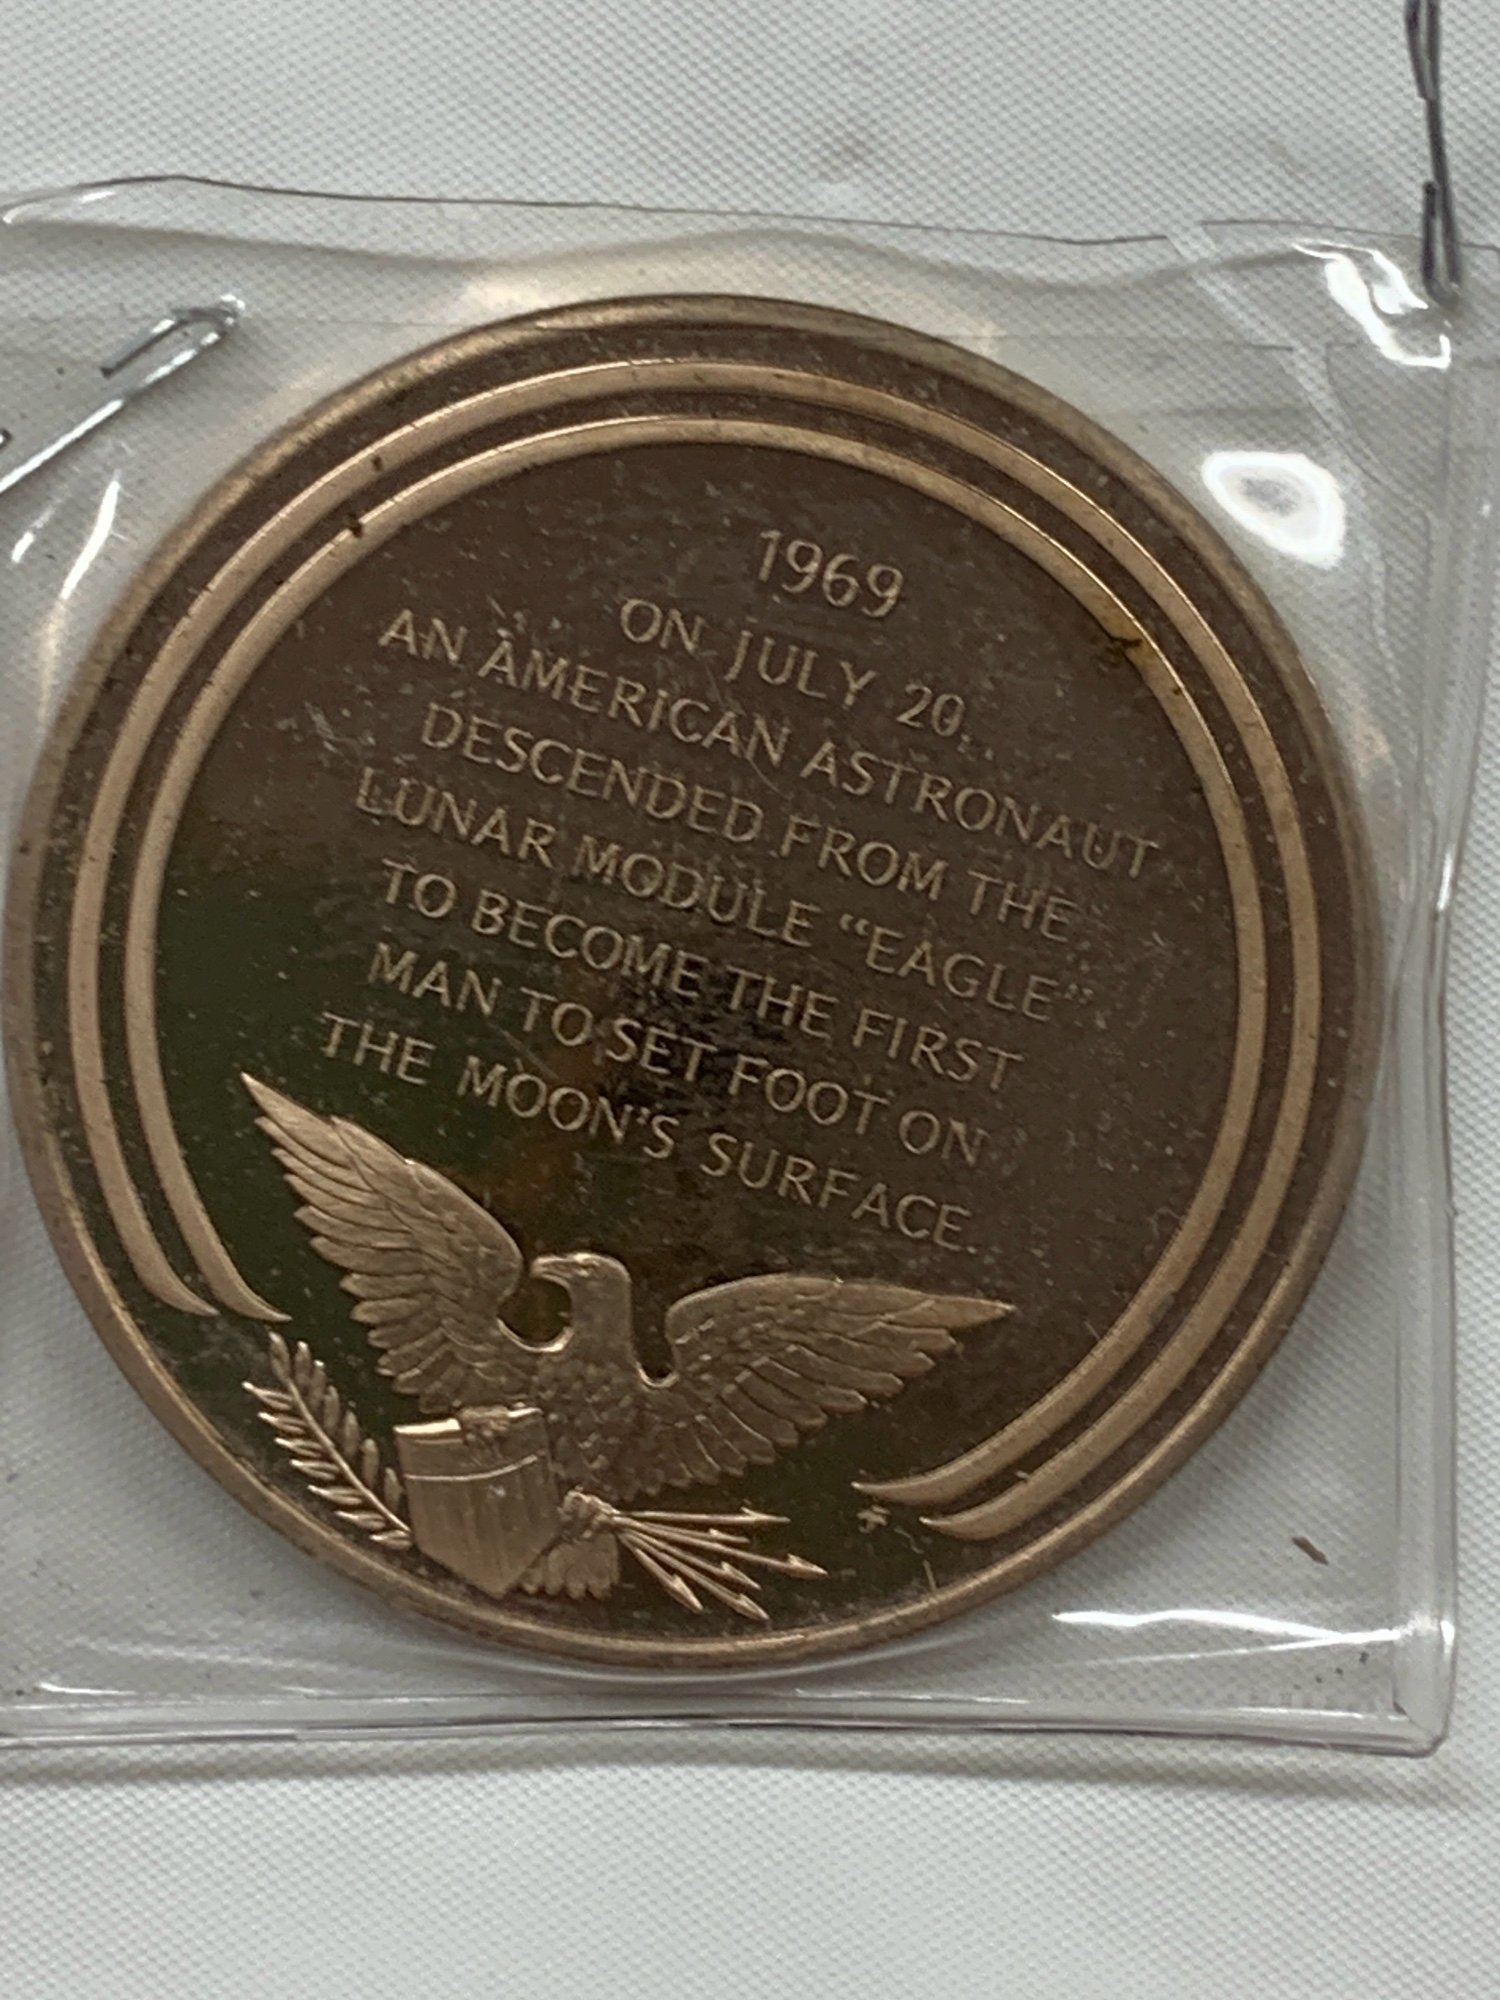 1969
ON JULY 20,
AN AMERICAN ASTRONAUT
DESCENDED FROM THE
LUNAR MODULE “EAGLE”
TO BECOME THE FIRST
MAN TO SET FOOT ON
THE MOON'S SURFACE.